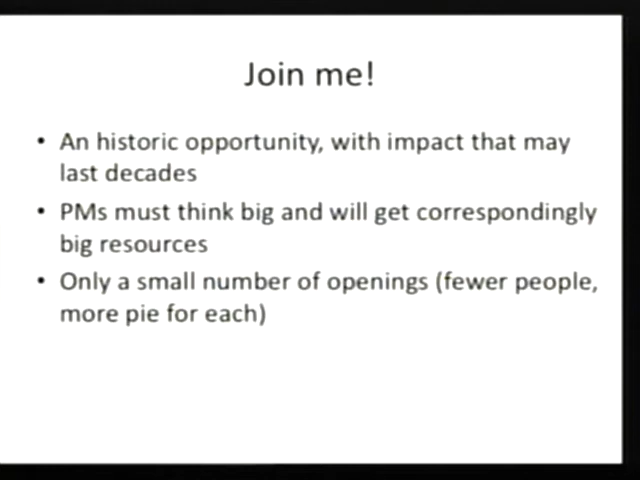 Join me!
• An historic opportunity, with impact that may
last decades
• PMs must think big and will get correspondingly
big resources
• Only a small number of openings (fewer people,
more pie for each)